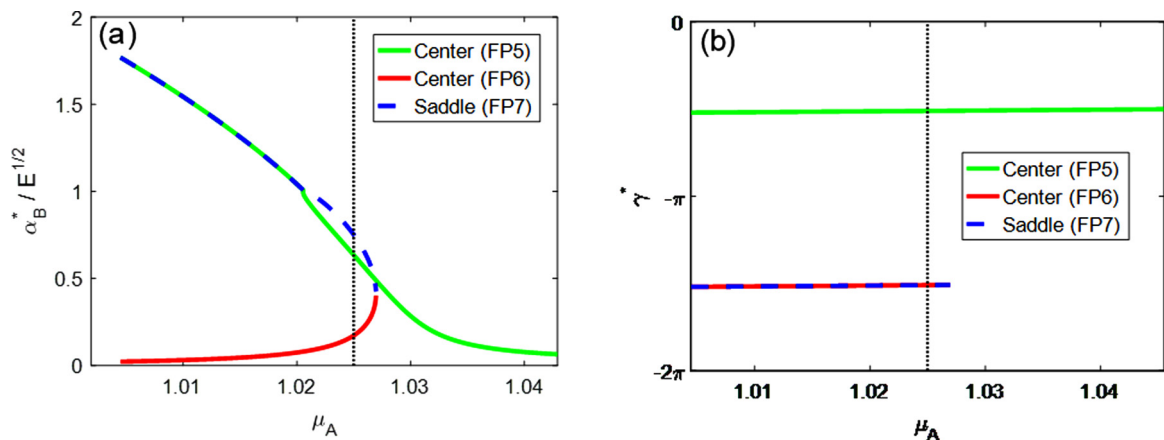 (a)
2
1.5
1
0.5
0
α*B / E1/2
Center (FP5)
Center (FP6)
Saddle (FP7)
1.01
1.02
1.03
1.04
μA
(b)
0
-π
-2π
γ*
Center (FP5)
Center (FP6)
Saddle (FP7)
1.01
1.02
1.03
1.04
μA